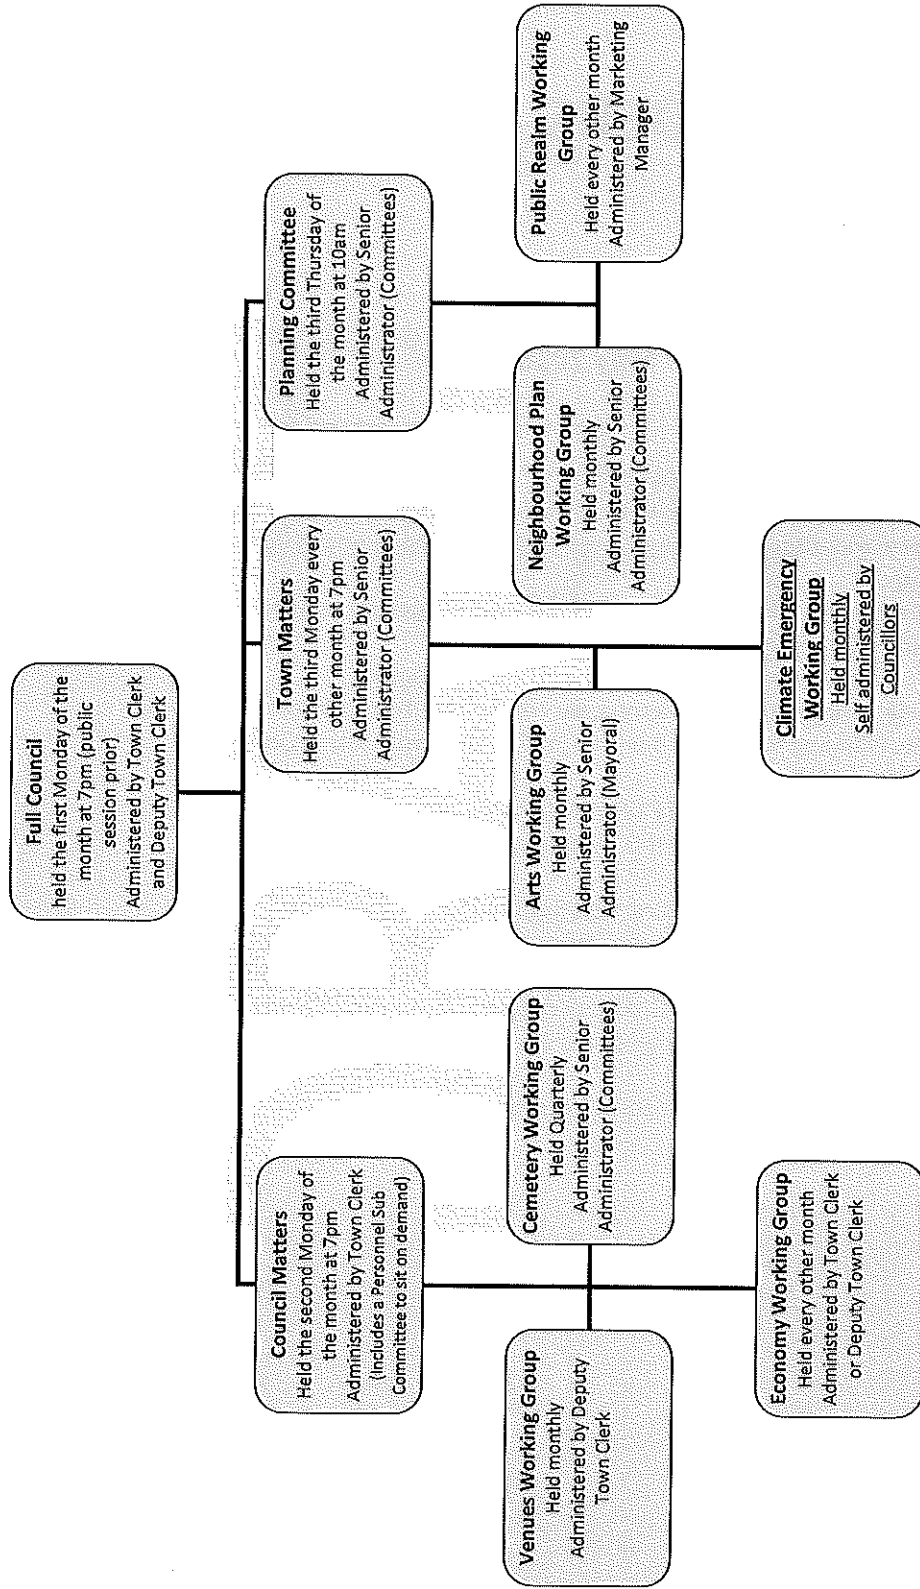 Full Council
held the first Monday of the
month at 7pm (public
session prior)
Administered by Town Clerk
and Deputy Town Clerk
Council Matters
Held the second Monday of
the month at 7pm
Administered by Town Clerk
(Includes a Personnel Sub
Committee to sit on demand)
Town Matters
Held the third Monday every
other month at 7pm
Administered by Senior
Administrator (Committees)
Planning Committee
Held the third Thursday of
the month at 10am
Administered by Senior
Administrator (Committees)
Venues Working Group
Held monthly
Administered by Deputy
Town Clerk
Cemetery Working Group
Held Quarterly
Administered by Senior
Administrator (Committees)
Arts Working Group
Held monthly
Administered by Senior
Administrator (Mayoral)
Neighbourhood Plan
Working Group
Held monthly
Administered by Senior
Administrator (Committees)
Public Realm Working
Group
Held every other month
Administered by Marketing
Manager
Economy Working Group
Held every other month
Administered by Town Clerk
or Deputy Town Clerk
Climate Emergency
Working Group
Held monthly
Self administered by
Councillors
DRAFT